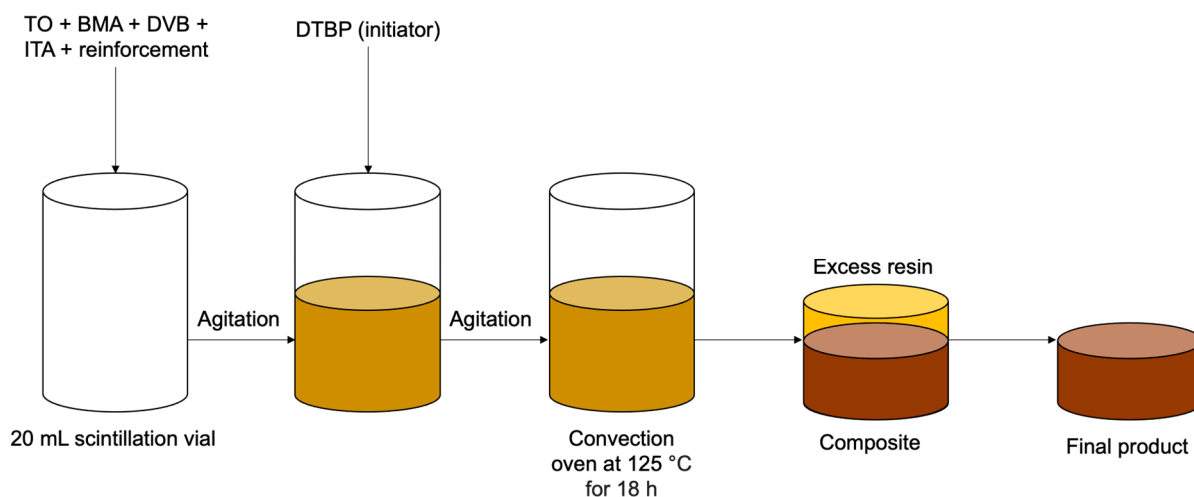 TO + BMA + DVB +
ITA + reinforcement
DTBP (initiator)
Agitation
Agitation
Excess resin
20 mL scintillation vial
Convection
oven at 125 °C
for 18 h
Composite
Final product